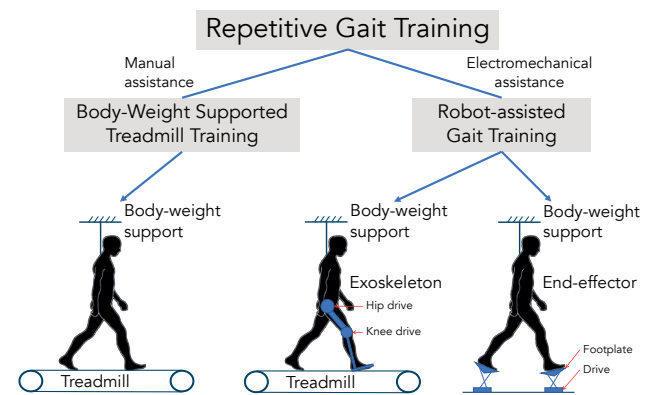 Repetitive Gait Training
Manual
assistance
Electromechanical
assistance
Body-Weight Supported
Treadmill Training
Robot-assisted
Gait Training
Body-weight
support
Treadmill
Body-weight
support
Exoskeleton
Hip drive
Knee drive
Treadmill
Body-weight
support
End-effector
Footplate
Drive